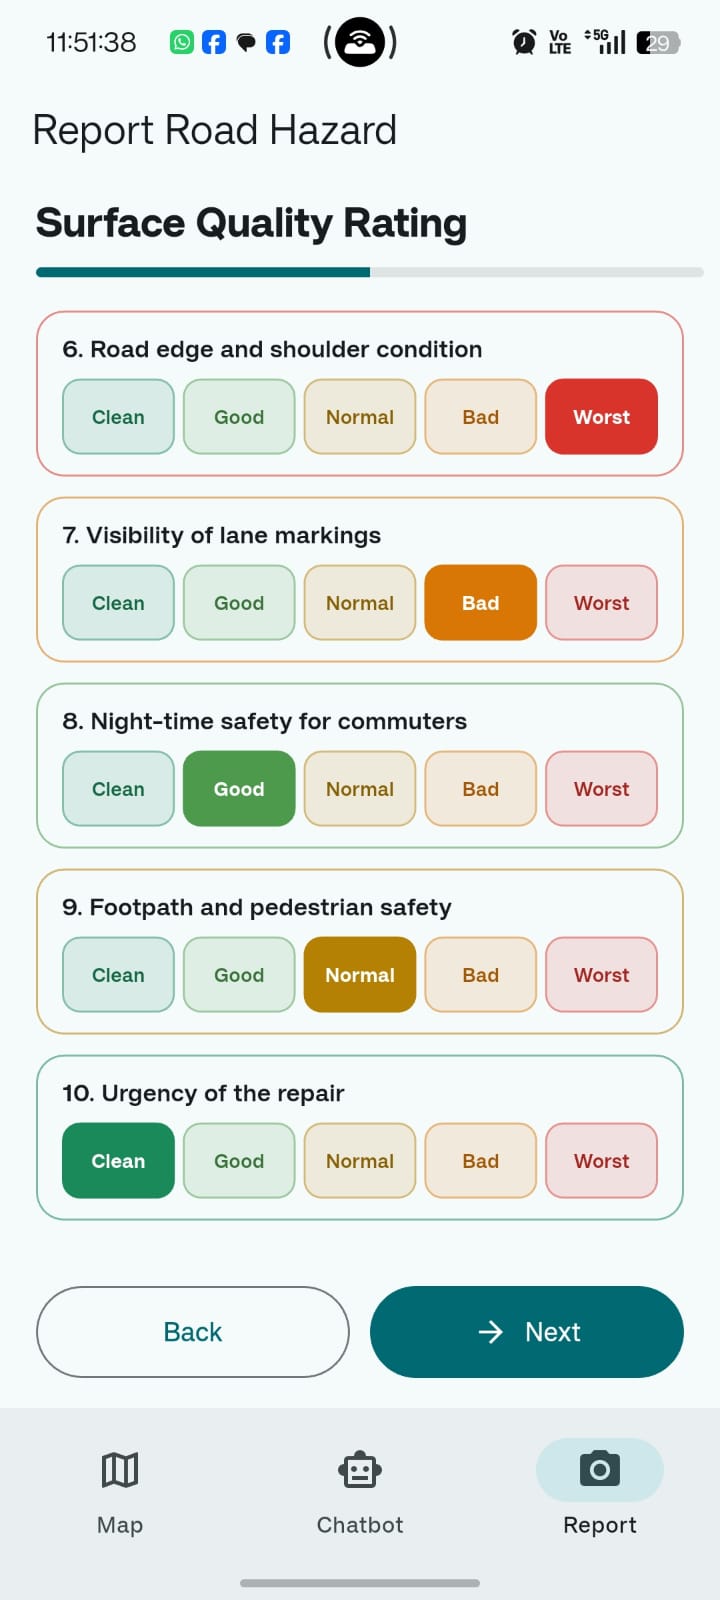 11:51:38 Vo LTE 5G 29
Report Road Hazard
Surface Quality Rating
6. Road edge and shoulder condition
Clean Good Normal Bad Worst
7. Visibility of lane markings
Clean Good Normal Bad Worst
8. Night-time safety for commuters
Clean Good Normal Bad Worst
9. Footpath and pedestrian safety
Clean Good Normal Bad Worst
10. Urgency of the repair
Clean Good Normal Bad Worst
Back Next
Map Chatbot Report